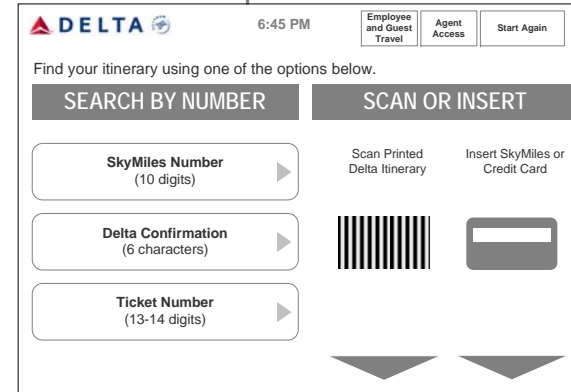 DELTA
6:45 PM
Employee
and Guest
Travel
Agent
Access
Start Again
Find your itinerary using one of the options below.
SEARCH BY NUMBER
SCAN OR INSERT
SkyMiles Number
(10 digits)
Delta Confirmation
(6 characters)
Ticket Number
(13-14 digits)
Scan Printed
Delta Itinerary
Insert SkyMiles or
Credit Card